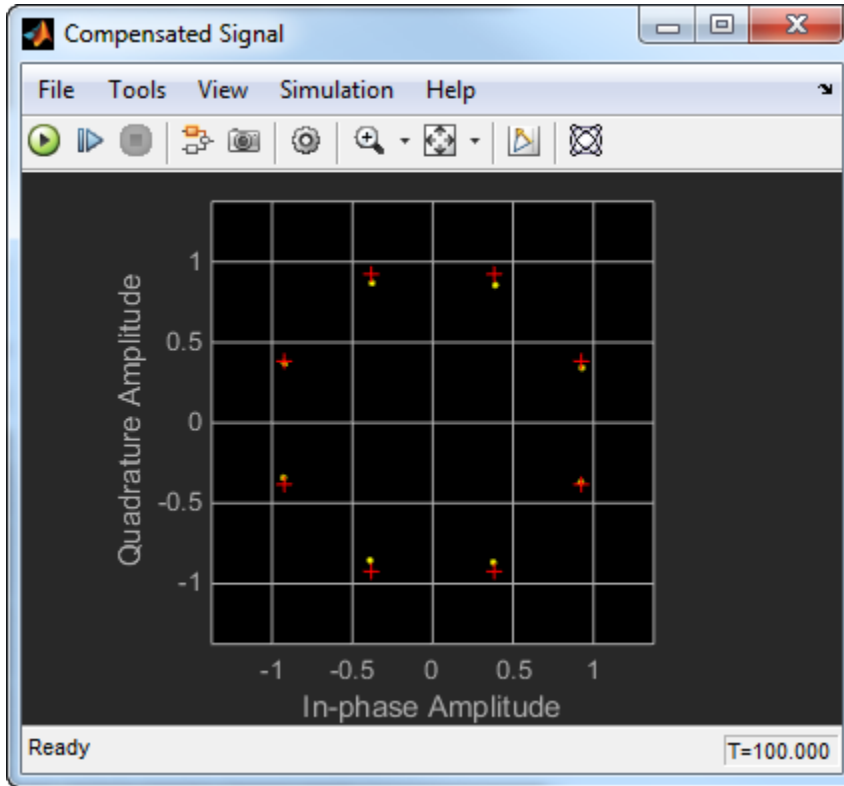 Compensated Signal
File Tools View Simulation Help
1
0.5
0
-0.5
-1
Quadrature Amplitude
-1 -0.5 0 0.5 1
In-phase Amplitude
Ready T=100.000